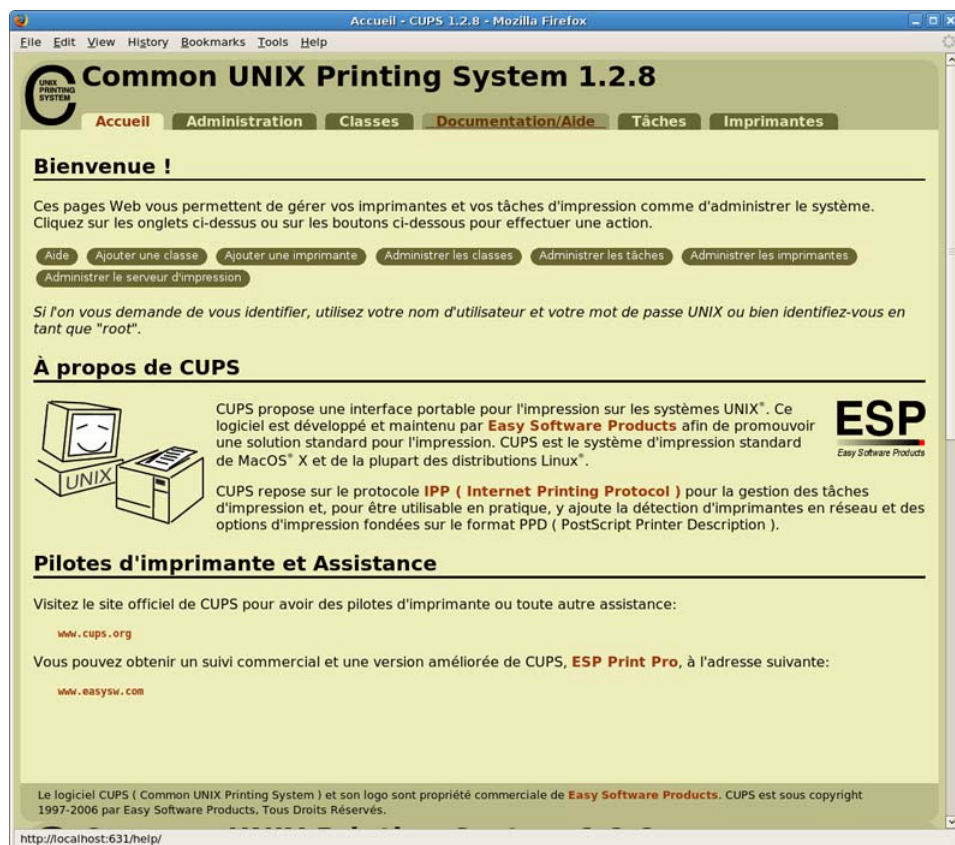 Accueil - CUPS 1.2.8 - Mozilla Firefox
File Edit View History Bookmarks Tools Help
UNIX
PRINTING
SYSTEM
Common UNIX Printing System 1.2.8
Accueil Administration Classes Documentation/Aide Tâches Imprimantes
Bienvenue !
Ces pages Web vous permettent de gérer vos imprimantes et vos tâches d'impression comme d'administrer le système.
Cliquez sur les onglets ci-dessus ou sur les boutons ci-dessous pour effectuer une action.
Aide Ajouter une classe Ajouter une imprimante Administrer les classes Administrer les tâches Administrer les imprimantes
Administrer le serveur d'impression
Si l'on vous demande de vous identifier, utilisez votre nom d'utilisateur et votre mot de passe UNIX ou bien identifiez-vous en
tant que "root".
À propos de CUPS
UNIX
CUPS propose une interface portable pour l'impression sur les systèmes UNIX®. Ce
logiciel est développé et maintenu par Easy Software Products afin de promouvoir
une solution standard pour l'impression. CUPS est le système d'impression standard
de MacOS® X et de la plupart des distributions Linux®.
ESP
Easy Software Products
CUPS repose sur le protocole IPP ( Internet Printing Protocol ) pour la gestion des tâches
d'impression et, pour être utilisable en pratique, y ajoute la détection d'imprimantes en réseau et des
options d'impression fondées sur le format PPD ( PostScript Printer Description ).
Pilotes d'imprimante et Assistance
Visitez le site officiel de CUPS pour avoir des pilotes d'imprimante ou toute autre assistance:
www.cups.org
Vous pouvez obtenir un suivi commercial et une version améliorée de CUPS, ESP Print Pro, à l'adresse suivante:
www.easysw.com
Le logiciel CUPS ( Common UNIX Printing System ) et son logo sont propriété commerciale de Easy Software Products. CUPS est sous copyright
1997-2006 par Easy Software Products, Tous Droits Réservés.
http://localhost:631/help/